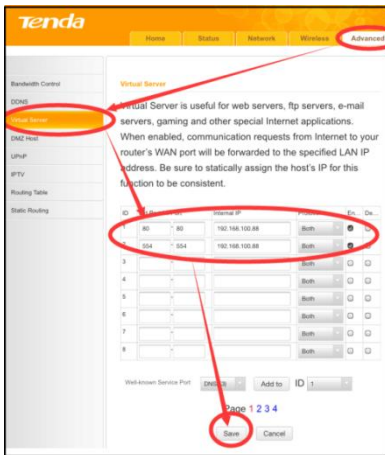 Tenda
Home Status Network Wireless Advanced
Bandwidth Control
DDNS
Virtual Server
DMZ Host
UPnP
IPTV
Routing Table
Static Routing
Virtual Server
Virtual Server is useful for web servers, ftp servers, e-mail
servers, gaming and other special Internet applications.
When enabled, communication requests from Internet to your
router's WAN port will be forwarded to the specified LAN IP
address. Be sure to statically assign the host's IP for this
function to be consistent.
ID Internal IP En... De...
80 - 80 192.168.100.88 Both
554 - 554 192.168.100.88 Both
3 - Both
4 - Both
5 - Both
6 - Both
7 - Both
8 - Both
Well-known Service Port: Add to ID 1
Page 1 2 3 4
Save Cancel